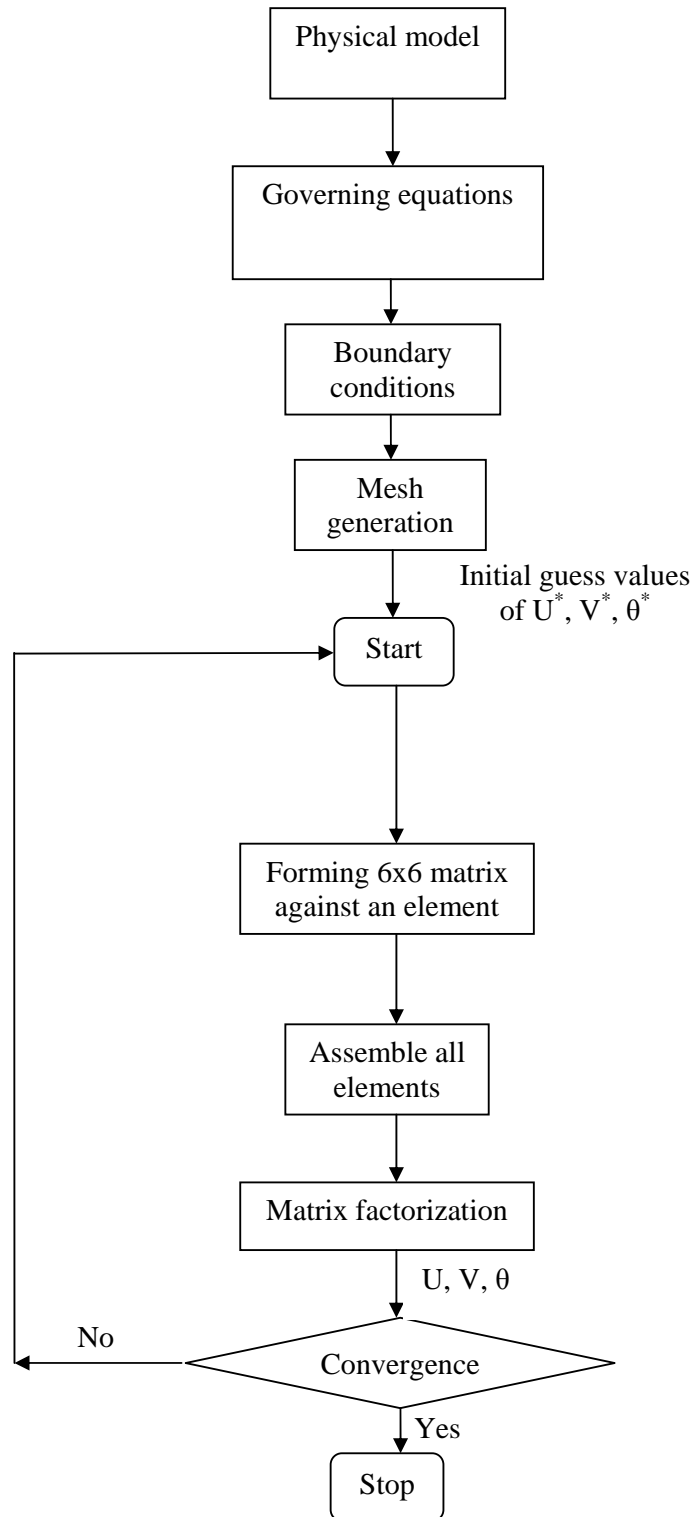 Physical model
Governing equations
Boundary
conditions
Mesh
generation
Initial guess values
of U*, V*, θ*
Start
Forming 6x6 matrix
against an element
Assemble all
elements
Matrix factorization
U, V, θ
No
Convergence
Yes
Stop